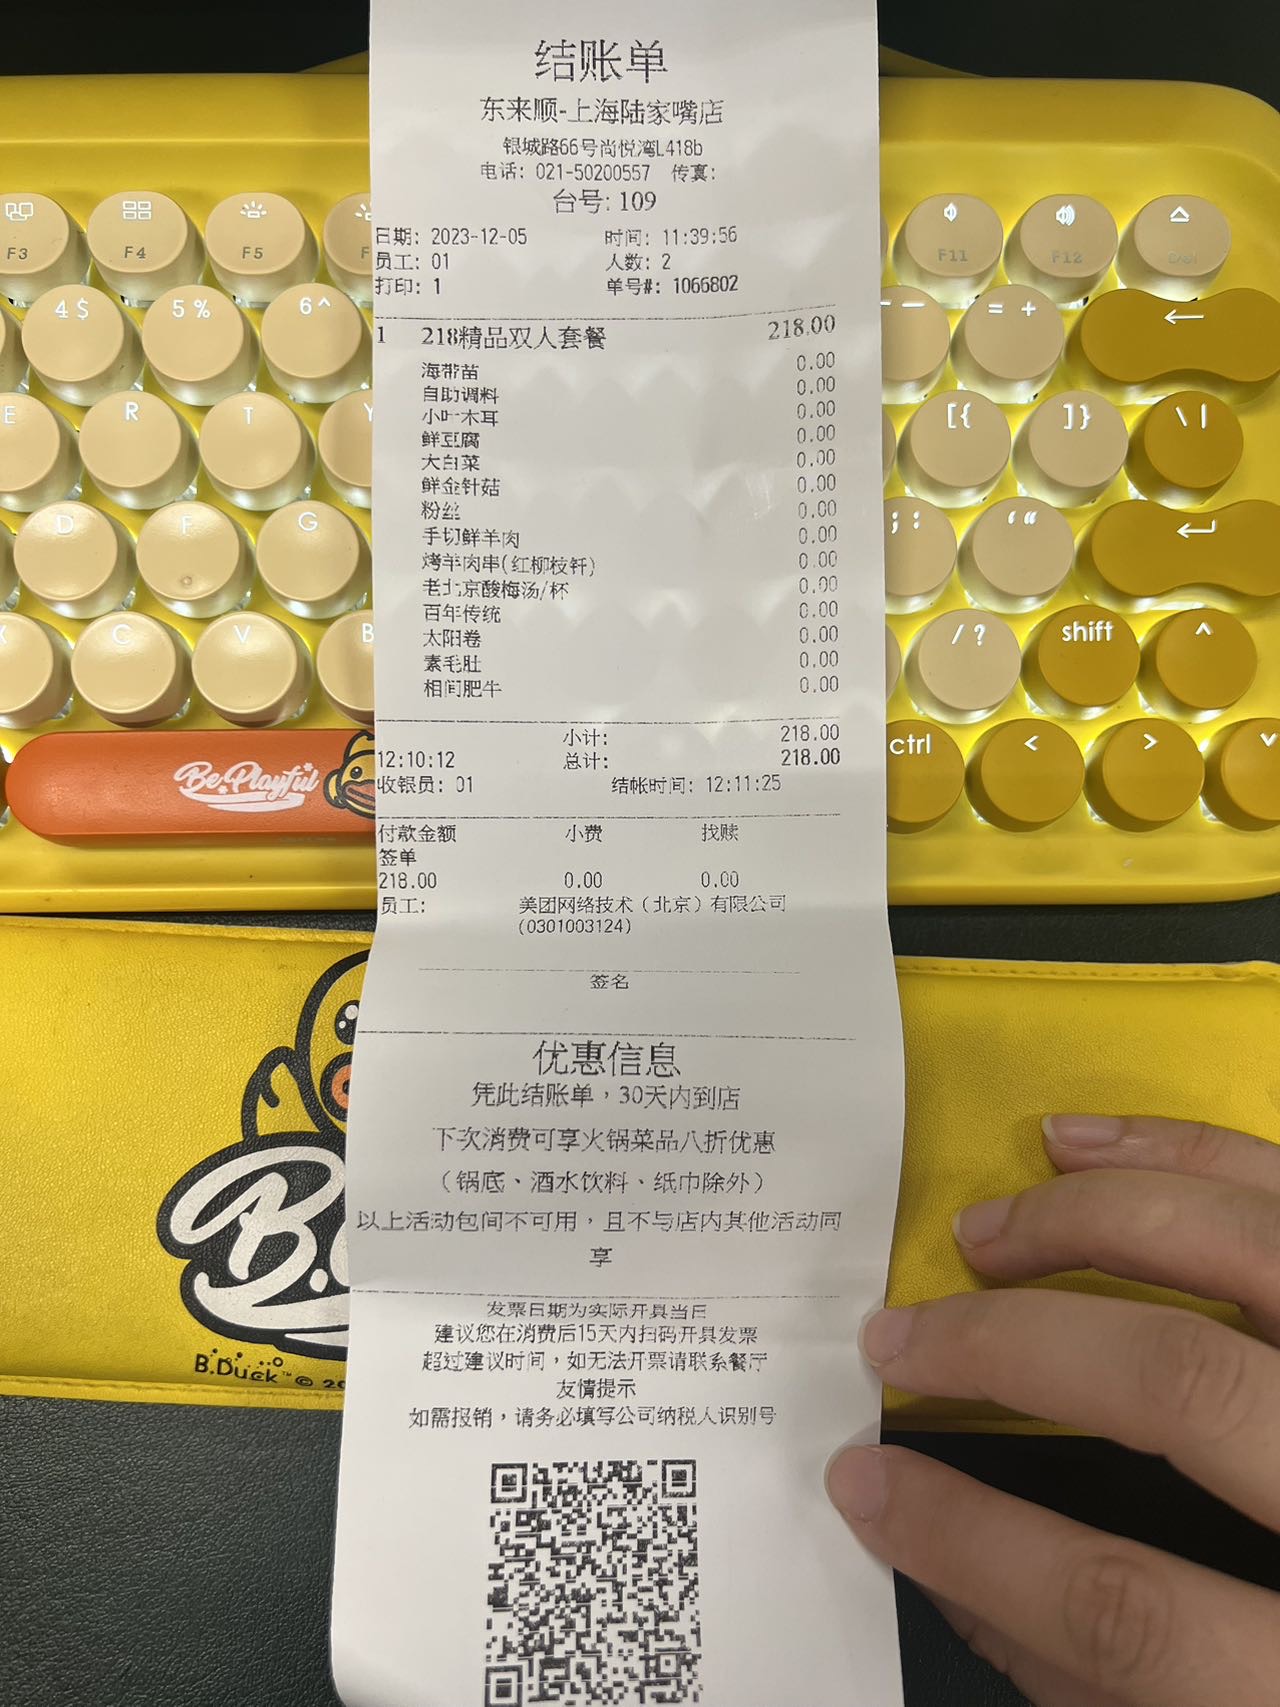 结账单
东来顺-上海陆家嘴店
银城路66号尚悦湾L418b
电话: 021-50200557 传真:
台号: 109
日期: 2023-12-05 时间: 11:39:56
员工: 01 人数: 2
打印: 1 单号#: 1066802
1 218精品双人套餐 218.00
海带苗 0.00
自助调料 0.00
小叶木耳 0.00
鲜豆腐 0.00
大白菜 0.00
鲜金针菇 0.00
粉丝 0.00
手切鲜羊肉 0.00
烤羊肉串(红柳枝钎) 0.00
老北京酸梅汤/杯 0.00
百年传统 0.00
太阳卷 0.00
素毛肚 0.00
相间肥牛 0.00
小计: 218.00
12:10:12 总计: 218.00
收银员: 01 结帐时间: 12:11:25
付款金额 小费 找赎
签单
218.00 0.00 0.00
员工: 美团网络技术（北京）有限公司
(0301003124)
签名
优惠信息
凭此结账单，30天内到店
下次消费可享火锅菜品八折优惠
（锅底、酒水饮料、纸巾除外）
以上活动包间不可用，且不与店内其他活动同
享
发票日期为实际开具当日
建议您在消费后15天内扫码开具发票
超过建议时间，如无法开票请联系餐厅
友情提示
如需报销，请务必填写公司纳税人识别号
F3 F4 F5 F F11 F12
4 $ 5 % 6 ^ - = + ←
E R T Y [ { ] } \ |
D F G ; : ‘ “
X C V B / ? shift ^
Be Playful ctrl < >
B.
B.Duck™ © 20